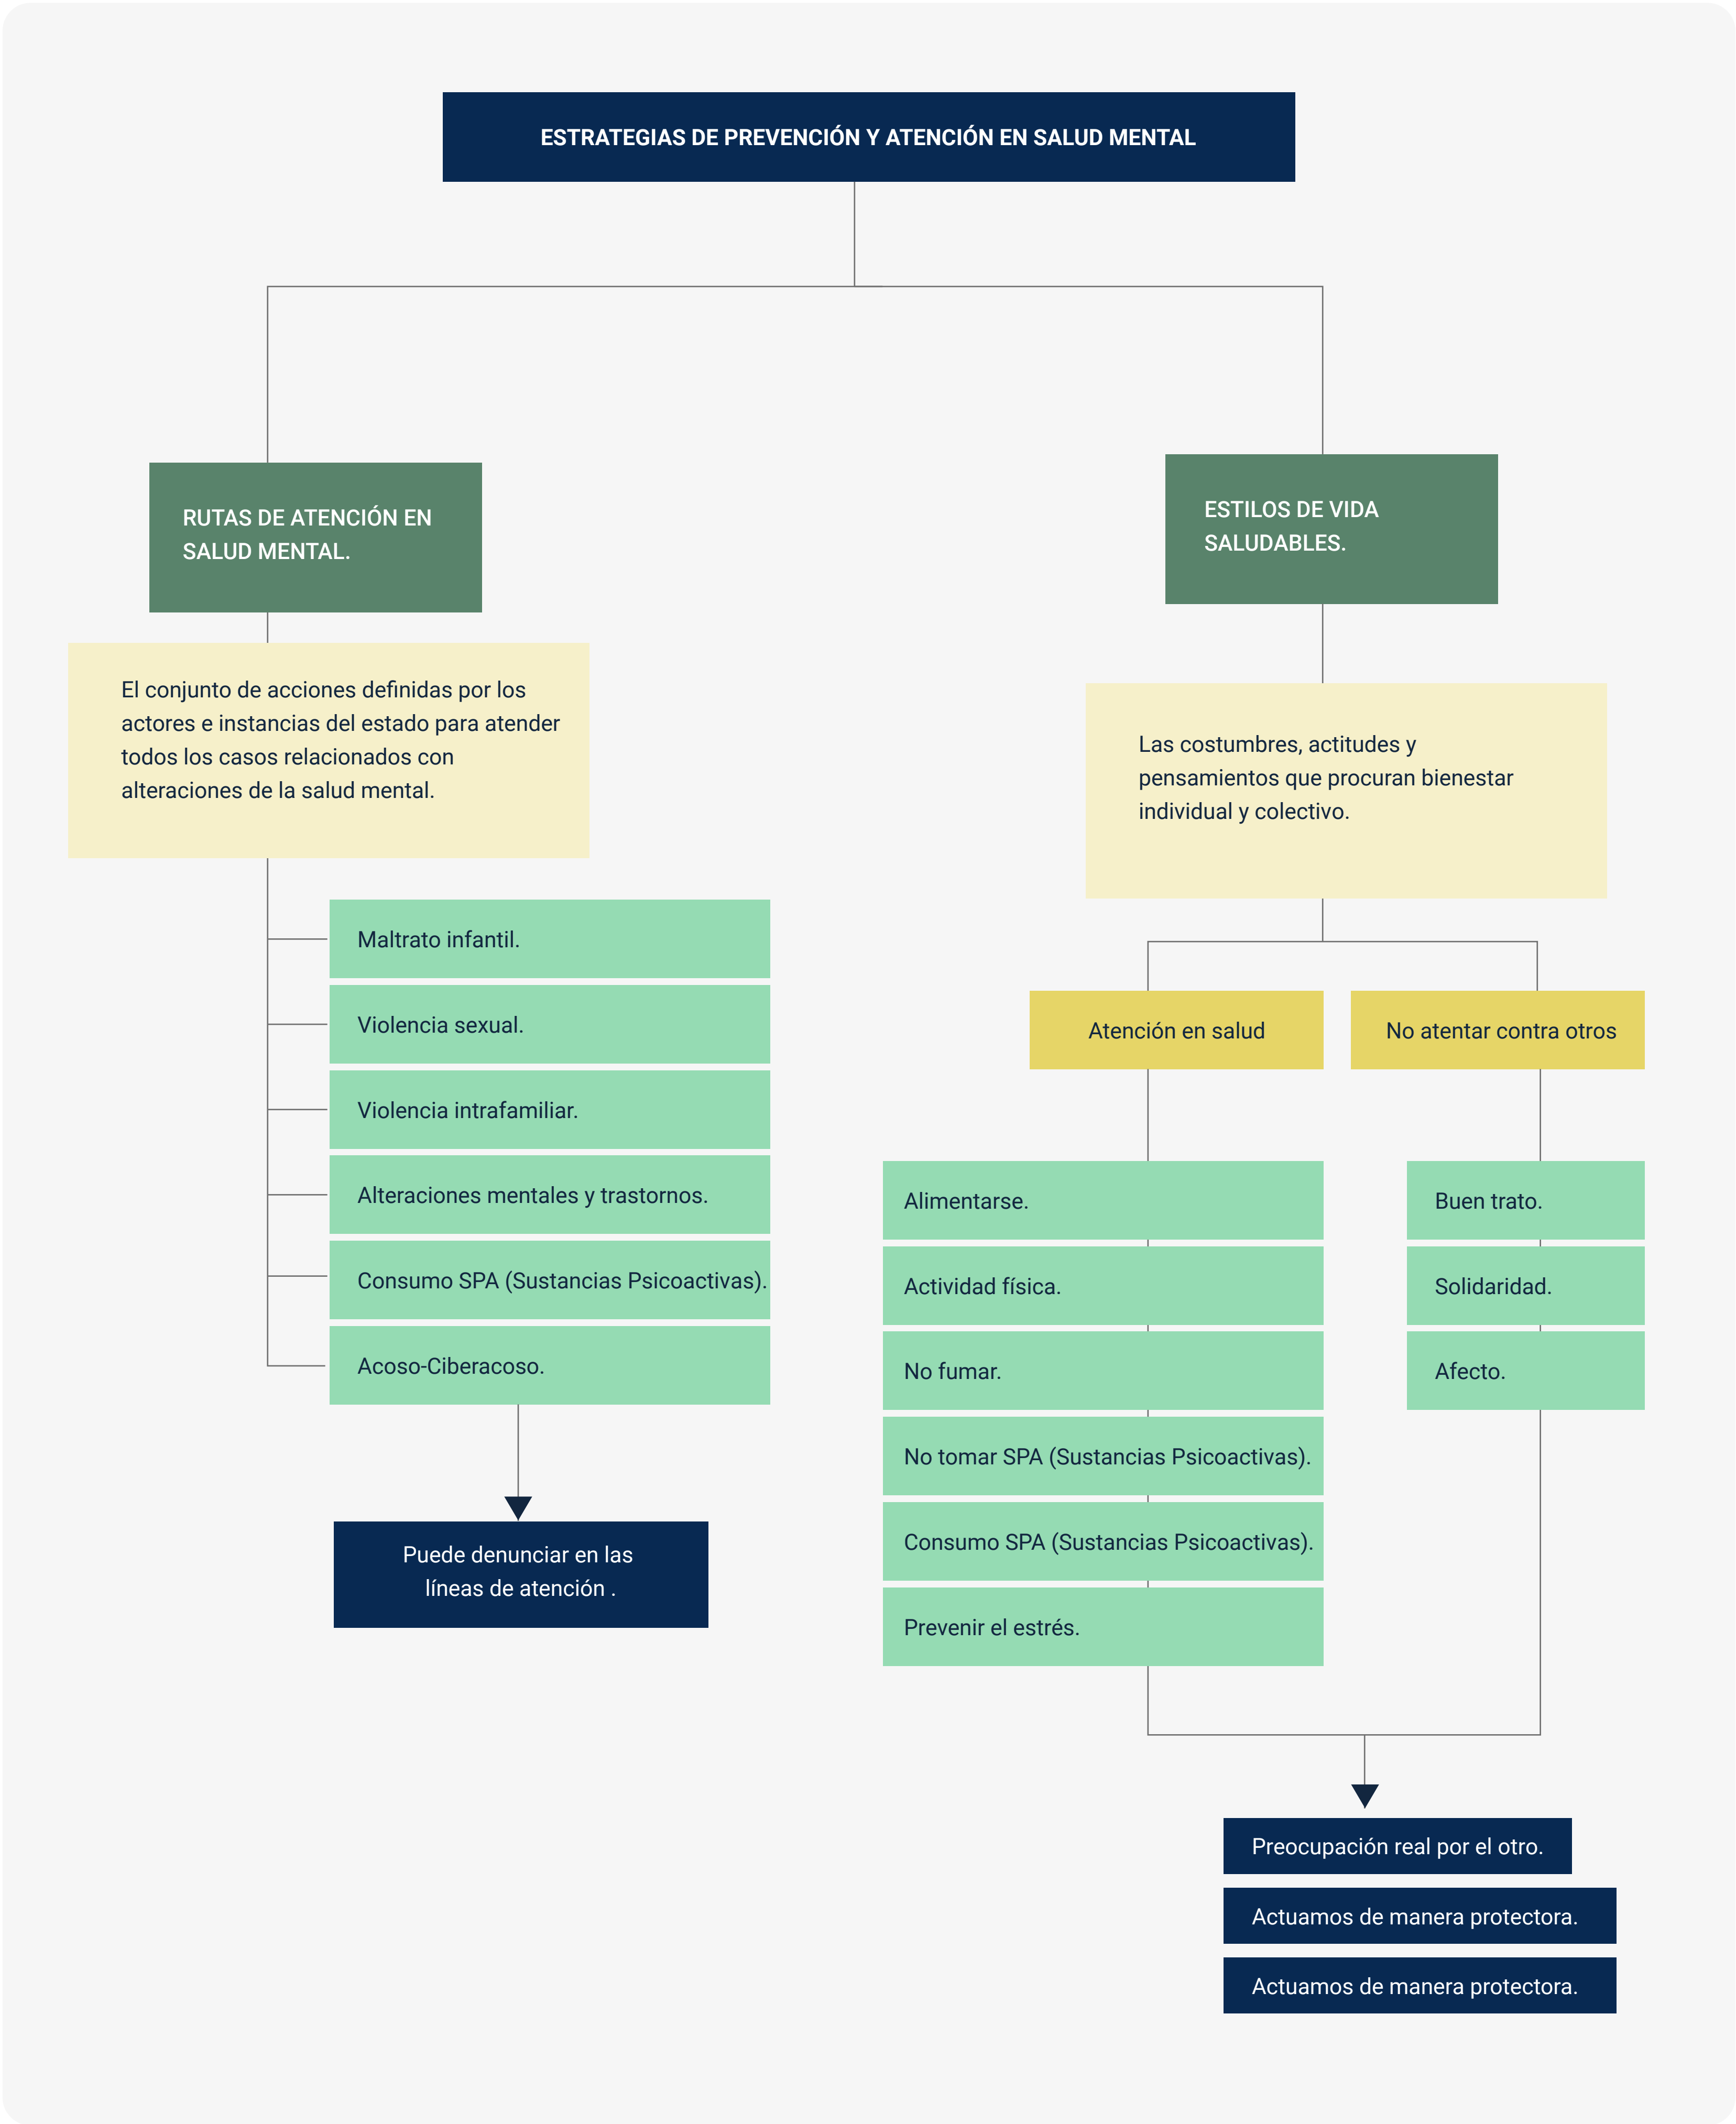 ESTRATEGIAS DE PREVENCIÓN Y ATENCIÓN EN SALUD MENTAL
RUTAS DE ATENCIÓN EN
SALUD MENTAL.
El conjunto de acciones definidas por los
actores e instancias del estado para atender
todos los casos relacionados con
alteraciones de la salud mental.
Maltrato infantil.
Violencia sexual.
Violencia intrafamiliar.
Alteraciones mentales y trastornos.
Consumo SPA (Sustancias Psicoactivas).
Acoso-Ciberacoso.
Puede denunciar en las
líneas de atención .
ESTILOS DE VIDA
SALUDABLES.
Las costumbres, actitudes y
pensamientos que procuran bienestar
individual y colectivo.
Atención en salud
Alimentarse.
Actividad física.
No fumar.
No tomar SPA (Sustancias Psicoactivas).
Consumo SPA (Sustancias Psicoactivas).
Prevenir el estrés.
No atentar contra otros
Buen trato.
Solidaridad.
Afecto.
Preocupación real por el otro.
Actuamos de manera protectora.
Actuamos de manera protectora.